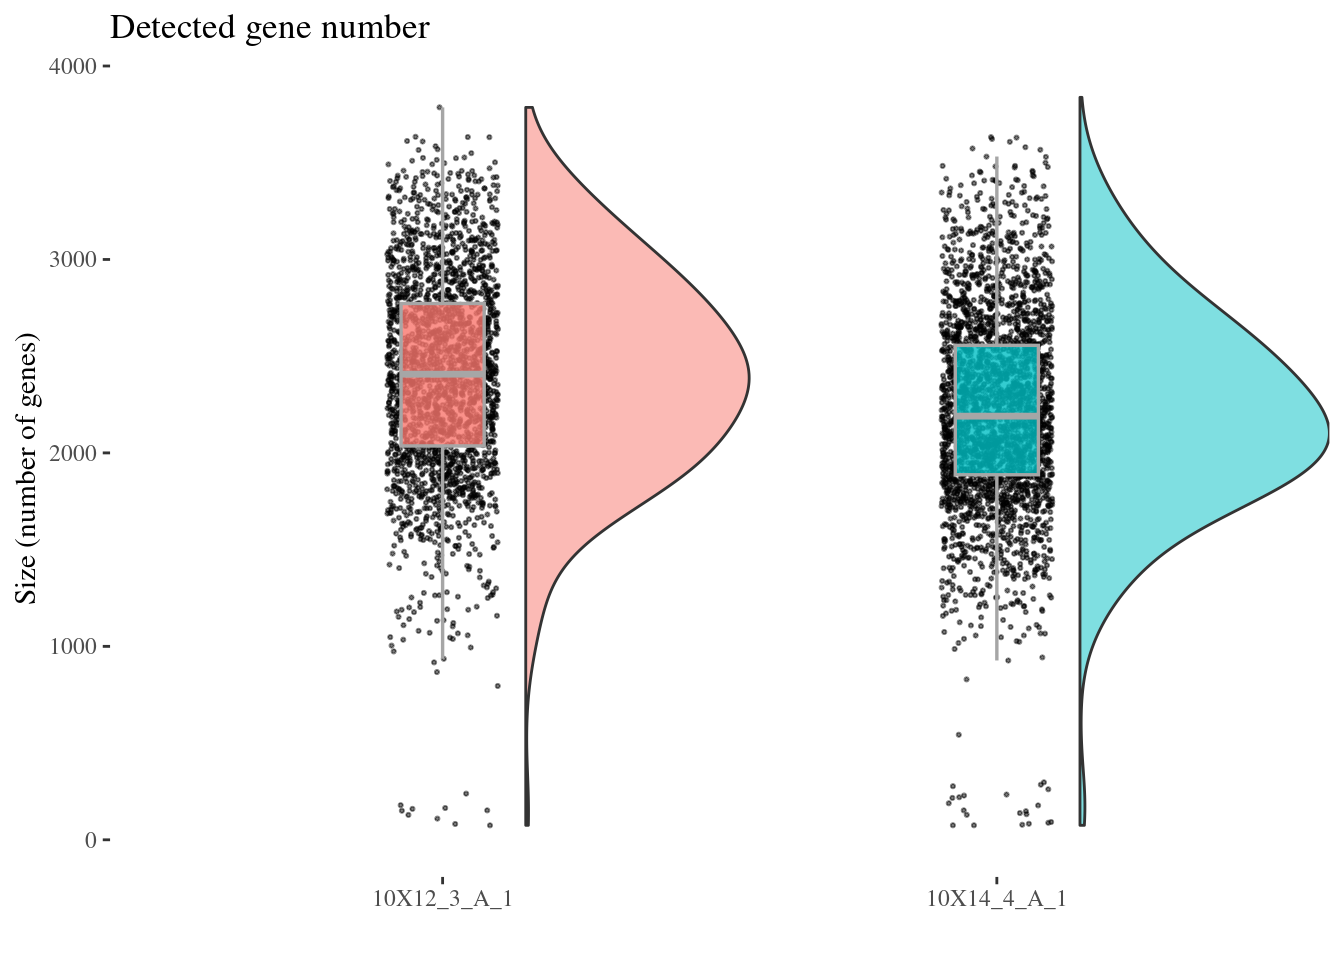 Detected gene number
4000
3000
2000
1000
0
Size (number of genes)
10X12_3_A_1
10X14_4_A_1